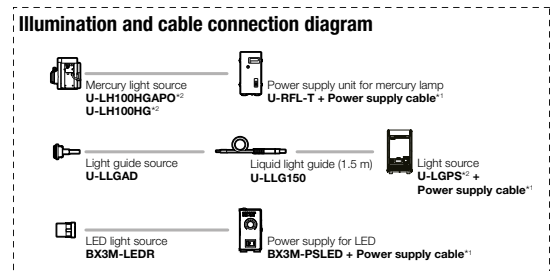 Illumination and cable connection diagram
Mercury light source
U-LH100HGAPO*2
U-LH100HG*2
Power supply unit for mercury lamp
U-RFL-T + Power supply cable*1
Light guide source
U-LLGAD
Liquid light guide (1.5 m)
U-LLG150
Light source
U-LGPS*2 +
Power supply cable*1
LED light source
BX3M-LEDR
Power supply for LED
BX3M-PSLED + Power supply cable*1